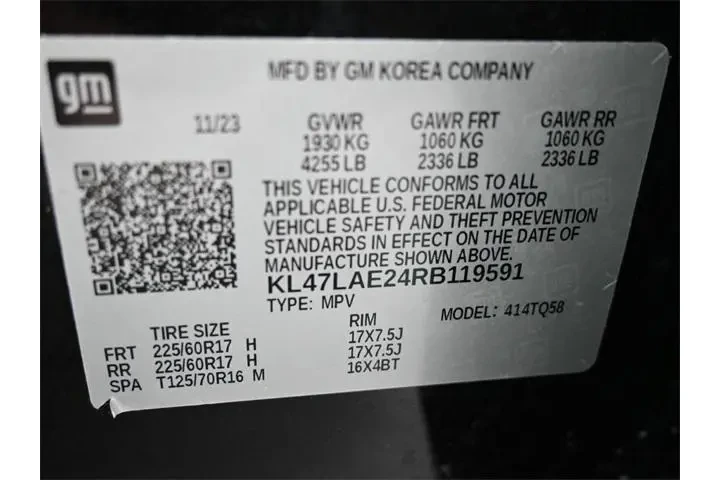 gm
MFD BY GM KOREA COMPANY
11/23 GVWR GAWR FRT GAWR RR
1930 KG 1060 KG 1060 KG
4255 LB 2336 LB 2336 LB
THIS VEHICLE CONFORMS TO ALL
APPLICABLE U.S. FEDERAL MOTOR
VEHICLE SAFETY AND THEFT PREVENTION
STANDARDS IN EFFECT ON THE DATE OF
MANUFACTURE SHOWN ABOVE.
KL47LAE24RB119591
TYPE: MPV MODEL: 414TQ58
TIRE SIZE RIM
FRT 225/60R17 H 17X7.5J
RR 225/60R17 H 17X7.5J
SPA T125/70R16 M 16X4BT